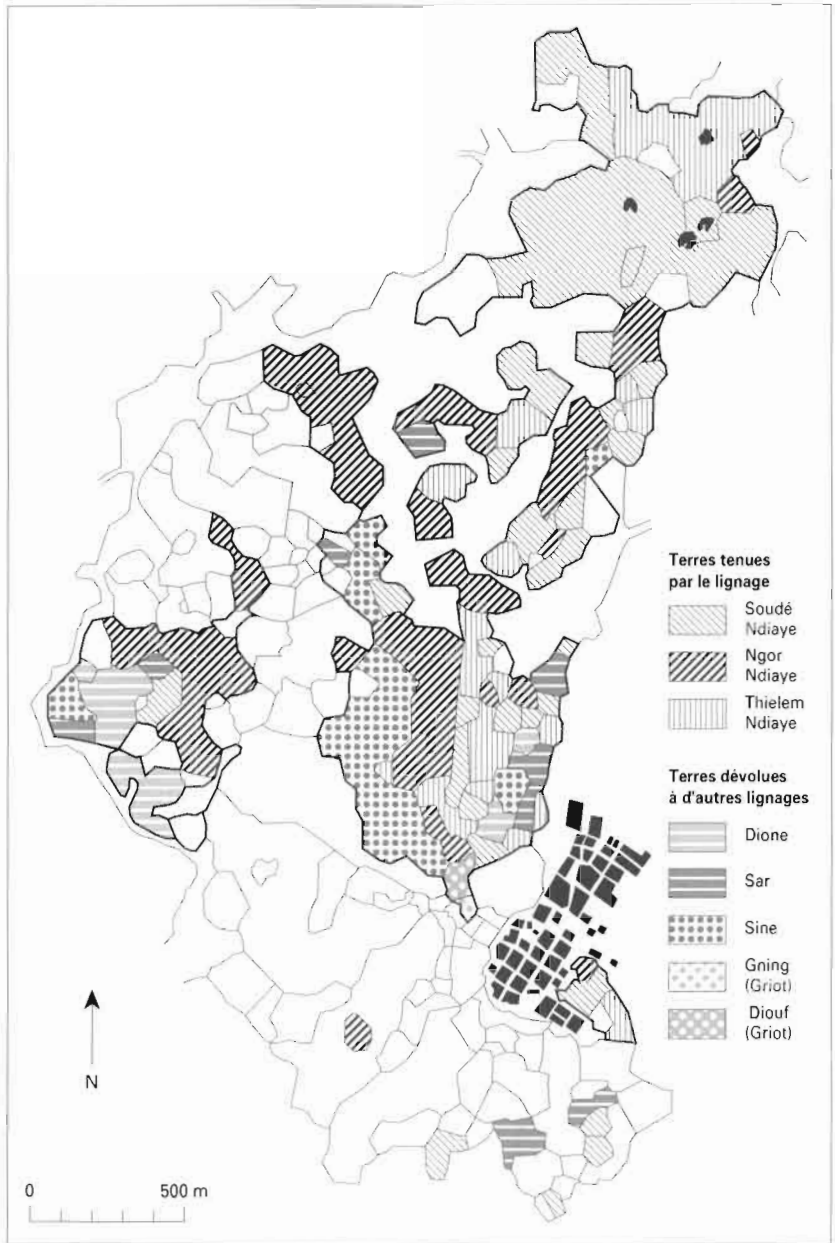 Terres tenues
par le lignage
Soudé
Ndiaye
Ngor
Ndiaye
Thielem
Ndiaye
Terres dévolues
à d'autres lignages
Dione
Sar
Sine
Gning
(Griot)
Diouf
(Griot)
N
0 500 m